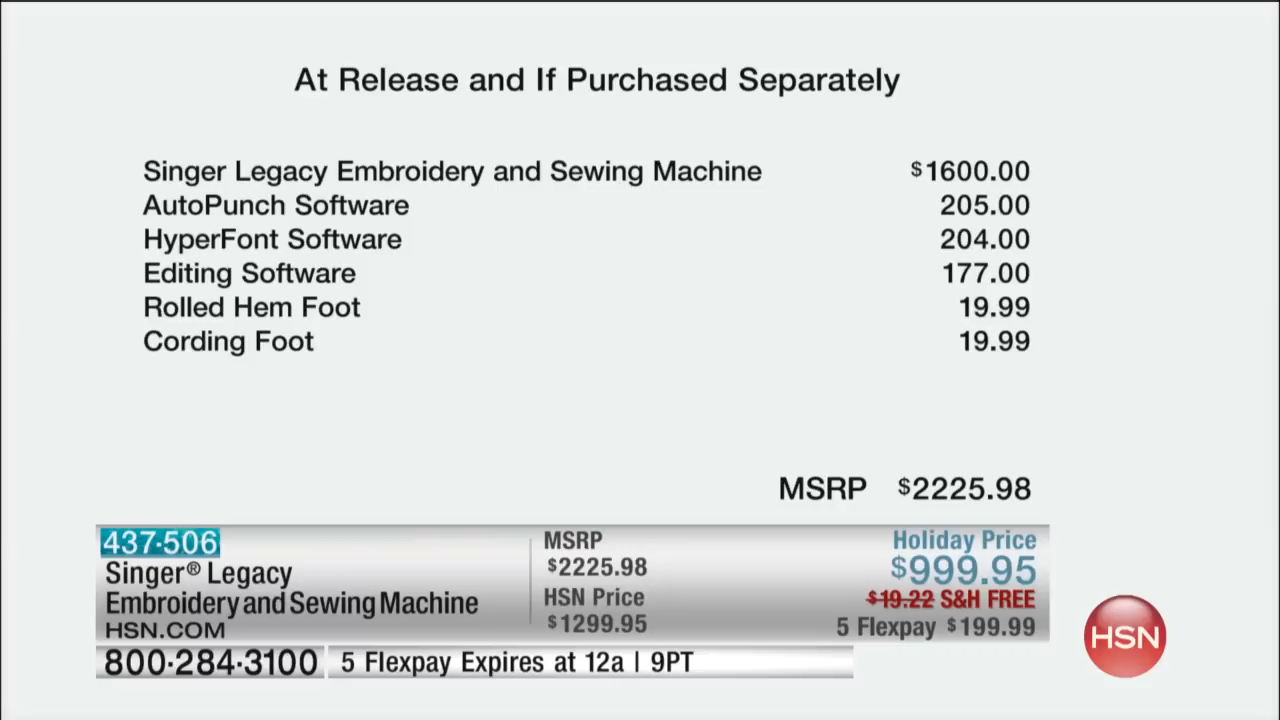 At Release and If Purchased Separately
Singer Legacy Embroidery and Sewing Machine $1600.00
AutoPunch Software 205.00
HyperFont Software 204.00
Editing Software 177.00
Rolled Hem Foot 19.99
Cording Foot 19.99
MSRP $2225.98
437·506
Singer® Legacy
Embroidery and Sewing Machine
HSN.COM
MSRP
$2225.98
HSN Price
$1299.95
Holiday Price
$999.95
$19.22 S&H FREE
5 Flexpay $199.99
800·284·3100
5 Flexpay Expires at 12a | 9PT
HSN